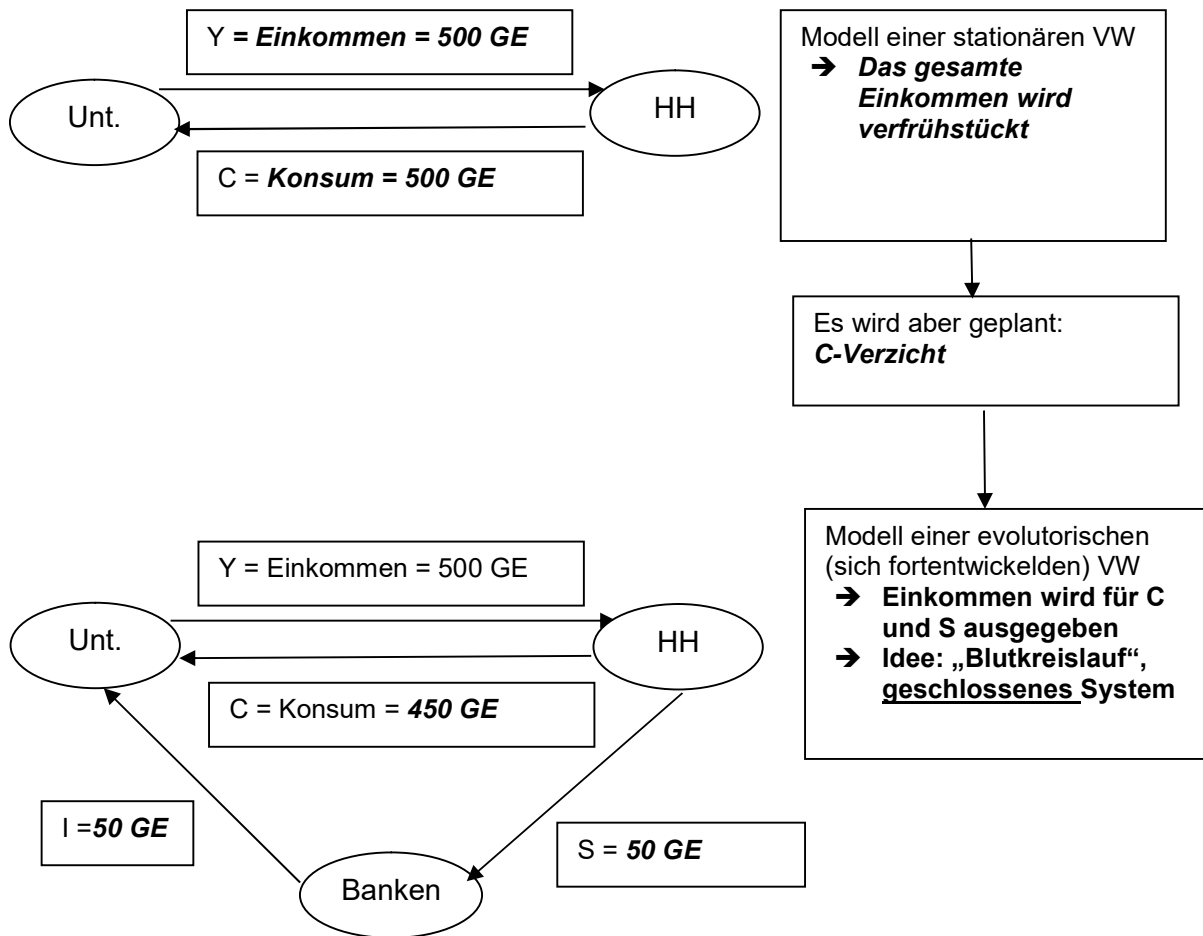 Y = Einkommen = 500 GE
Unt.
HH
C = Konsum = 500 GE
Modell einer stationären VW
➔ Das gesamte
Einkommen wird
verfrühstückt
Es wird aber geplant:
C-Verzicht
Y = Einkommen = 500 GE
Unt.
HH
C = Konsum = 450 GE
I =50 GE
S = 50 GE
Banken
Modell einer evolutorischen
(sich fortentwickelden) VW
➔ Einkommen wird für C
und S ausgegeben
➔ Idee: „Blutkreislauf“,
geschlossenes System